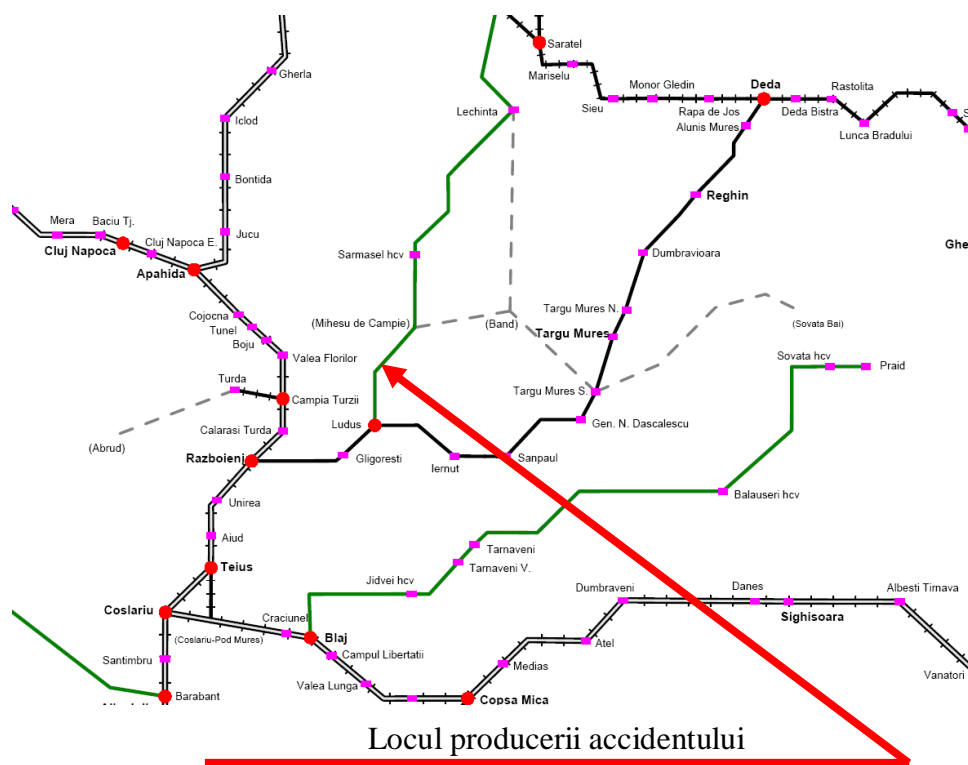 Saratel
Gherla
Mariselu
Monor Gledin
Deda
Rastolita
Lechinta
Sieu
Rapa de Jos
Deda Bistra
Iclod
Alunis Mures
Lunca Bradului
S
Bontida
Reghin
Mera
Baciu Tj.
Jucu
Cluj Napoca
Cluj Napoca E.
Sarmasel hcv
Dumbravioara
Ghe
Apahida
Cojocna
Targu Mures N.
Tunel
(Mihesu de Campie)
(Band)
(Sovata Bai)
Boju
Targu Mures
Valea Florilor
Sovata hcv
Praid
Turda
Campia Turzii
Targu Mures S.
Ludus
Gen. N. Dascalescu
Calarasi Turda
(Abrud)
Razboieni
Gligoresti
Iernut
Sanpaul
Unirea
Balauseri hcv
Aiud
Tarnaveni
Teius
Tarnaveni V.
Jidvei hcv
Dumbraveni
Danes
Albesti Tirnava
Coslariu
Craciunel
Sighisoara
(Coslariu-Pod Mures)
Blaj
Atel
Campul Libertatii
Santimbru
Medias
Valea Lunga
Vanatori
Barabant
Copsa Mica
Locul producerii accidentului